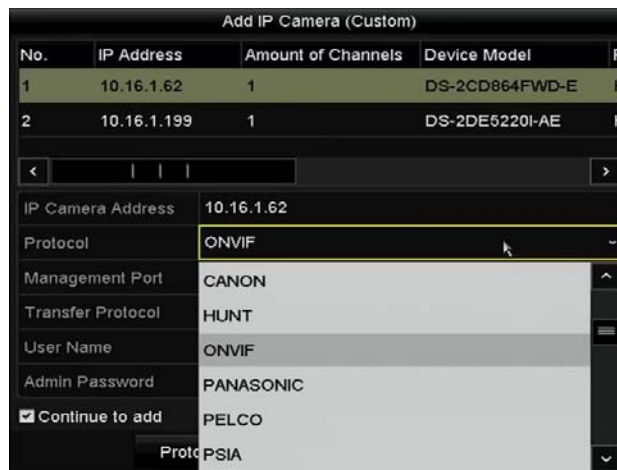 Add IP Camera (Custom)
No. IP Address Amount of Channels Device Model
1 10.16.1.62 1 DS-2CD864FWD-E
2 10.16.1.199 1 DS-2DE5220I-AE
IP Camera Address 10.16.1.62
Protocol ONVIF
Management Port CANON
Transfer Protocol HUNT
User Name ONVIF
Admin Password PANASONIC
Continue to add PELCO
PSIA